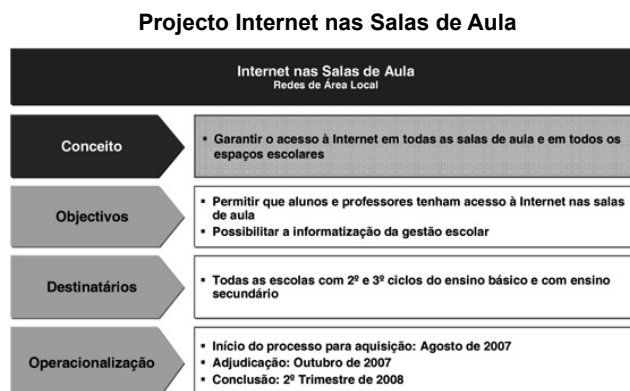 Projecto Internet nas Salas de Aula
Internet nas Salas de Aula
Redes de Área Local
Conceito
▪ Garantir o acesso à Internet em todas as salas de aula e em todos os
espaços escolares
Objectivos
▪ Permitir que alunos e professores tenham acesso à Internet nas salas
de aula
▪ Possibilitar a informatização da gestão escolar
Destinatários
▪ Todas as escolas com 2º e 3º ciclos do ensino básico e com ensino
secundário
Operacionalização
▪ Início do processo para aquisição: Agosto de 2007
▪ Adjudicação: Outubro de 2007
▪ Conclusão: 2º Trimestre de 2008